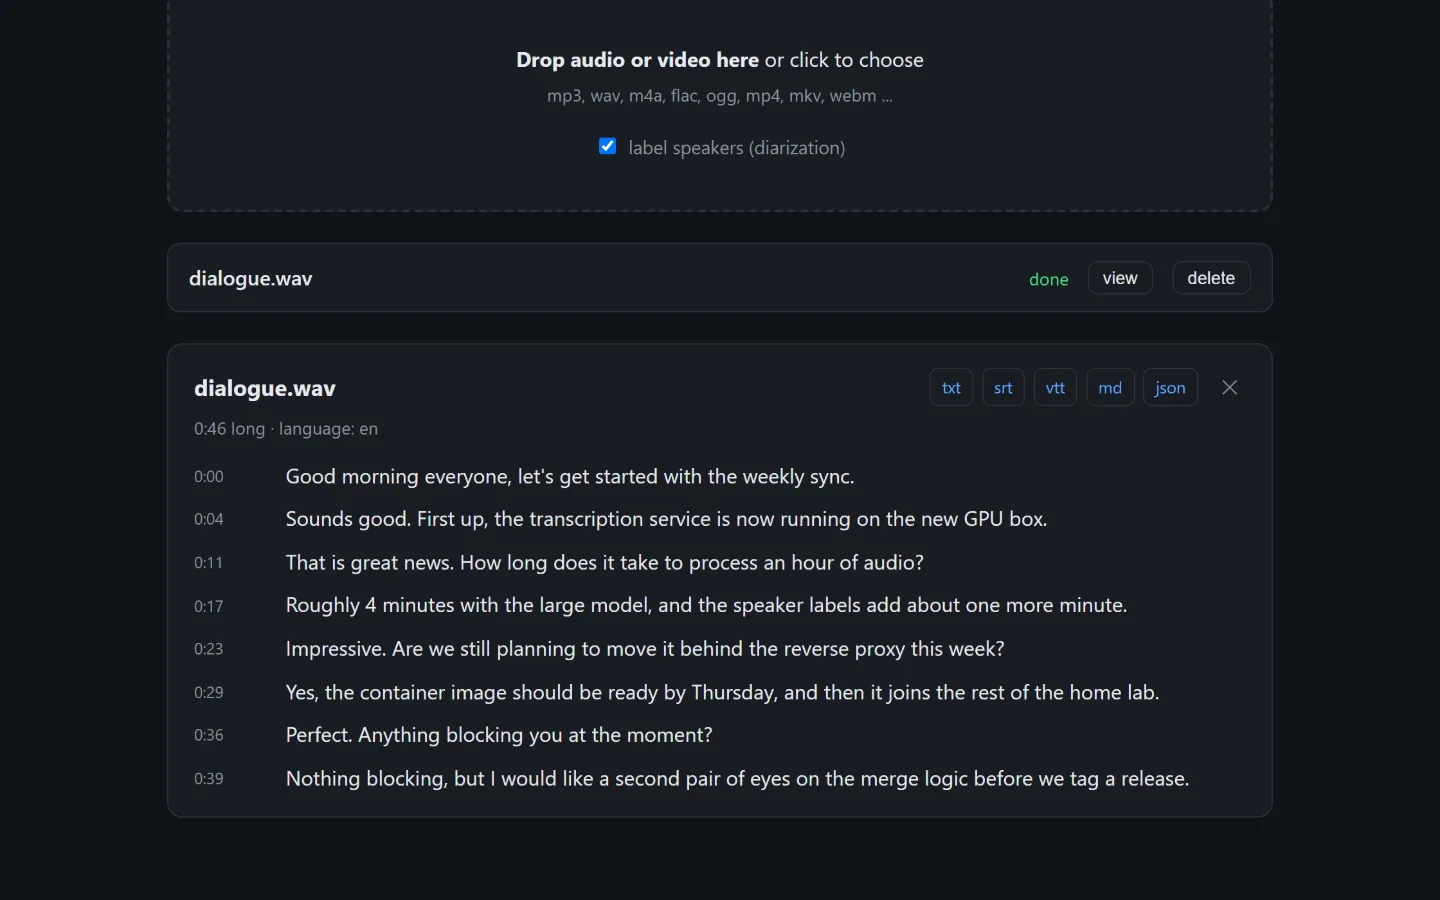 Drop audio or video here or click to choose
mp3, wav, m4a, flac, ogg, mp4, mkv, webm ...
label speakers (diarization)
dialogue.wav done view delete
dialogue.wav txt srt vtt md json
0:46 long · language: en
0:00 Good morning everyone, let's get started with the weekly sync.
0:04 Sounds good. First up, the transcription service is now running on the new GPU box.
0:11 That is great news. How long does it take to process an hour of audio?
0:17 Roughly 4 minutes with the large model, and the speaker labels add about one more minute.
0:23 Impressive. Are we still planning to move it behind the reverse proxy this week?
0:29 Yes, the container image should be ready by Thursday, and then it joins the rest of the home lab.
0:36 Perfect. Anything blocking you at the moment?
0:39 Nothing blocking, but I would like a second pair of eyes on the merge logic before we tag a release.